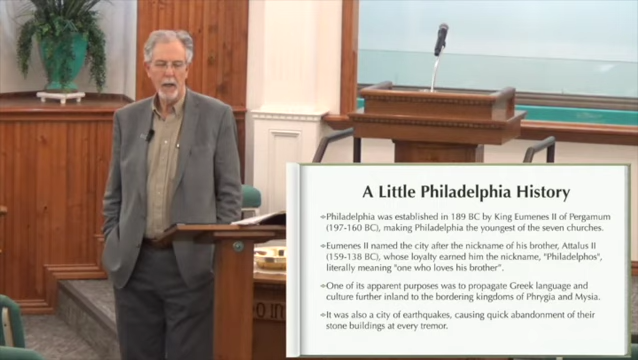 A Little Philadelphia History
Philadelphia was established in 189 BC by King Eumenes II of Pergamum
(197-160 BC), making Philadelphia the youngest of the seven churches.
Eumenes II named the city after the nickname of his brother, Attalus II
(159-138 BC), whose loyalty earned him the nickname, "Philadelphos",
literally meaning "one who loves his brother".
One of its apparent purposes was to propagate Greek language and
culture further inland to the bordering kingdoms of Phrygia and Mysia.
It was also a city of earthquakes, causing quick abandonment of their
stone buildings at every tremor.